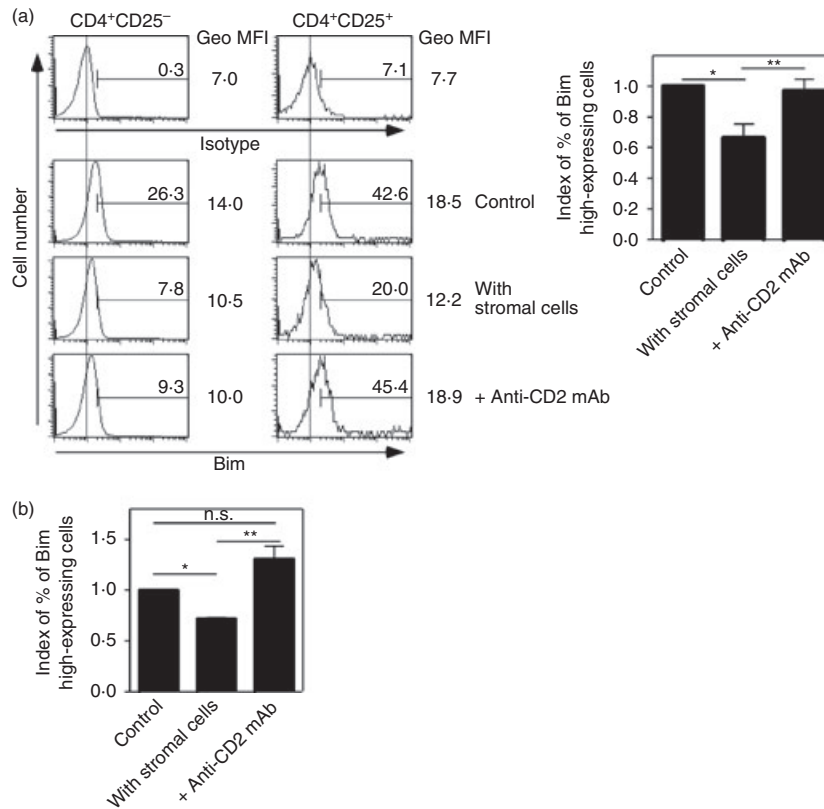 (a)
CD4+CD25−
CD4+CD25+
Geo MFI
Geo MFI
0·3
7·0
7·1
7·7
Isotype
26·3
14·0
42·6
18·5
Control
7·8
10·5
20·0
12·2
With
stromal cells
9·3
10·0
45·4
18·9
+ Anti-CD2 mAb
Cell number
Bim
*
**
Index of % of Bim
high-expressing cells
1·0
0·8
0·6
0·4
0·2
0·0
Control
With stromal cells
+ Anti-CD2 mAb
(b)
n.s.
*
**
Index of % of Bim
high-expressing cells
1·5
1·0
0·5
0·0
Control
With stromal cells
+ Anti-CD2 mAb